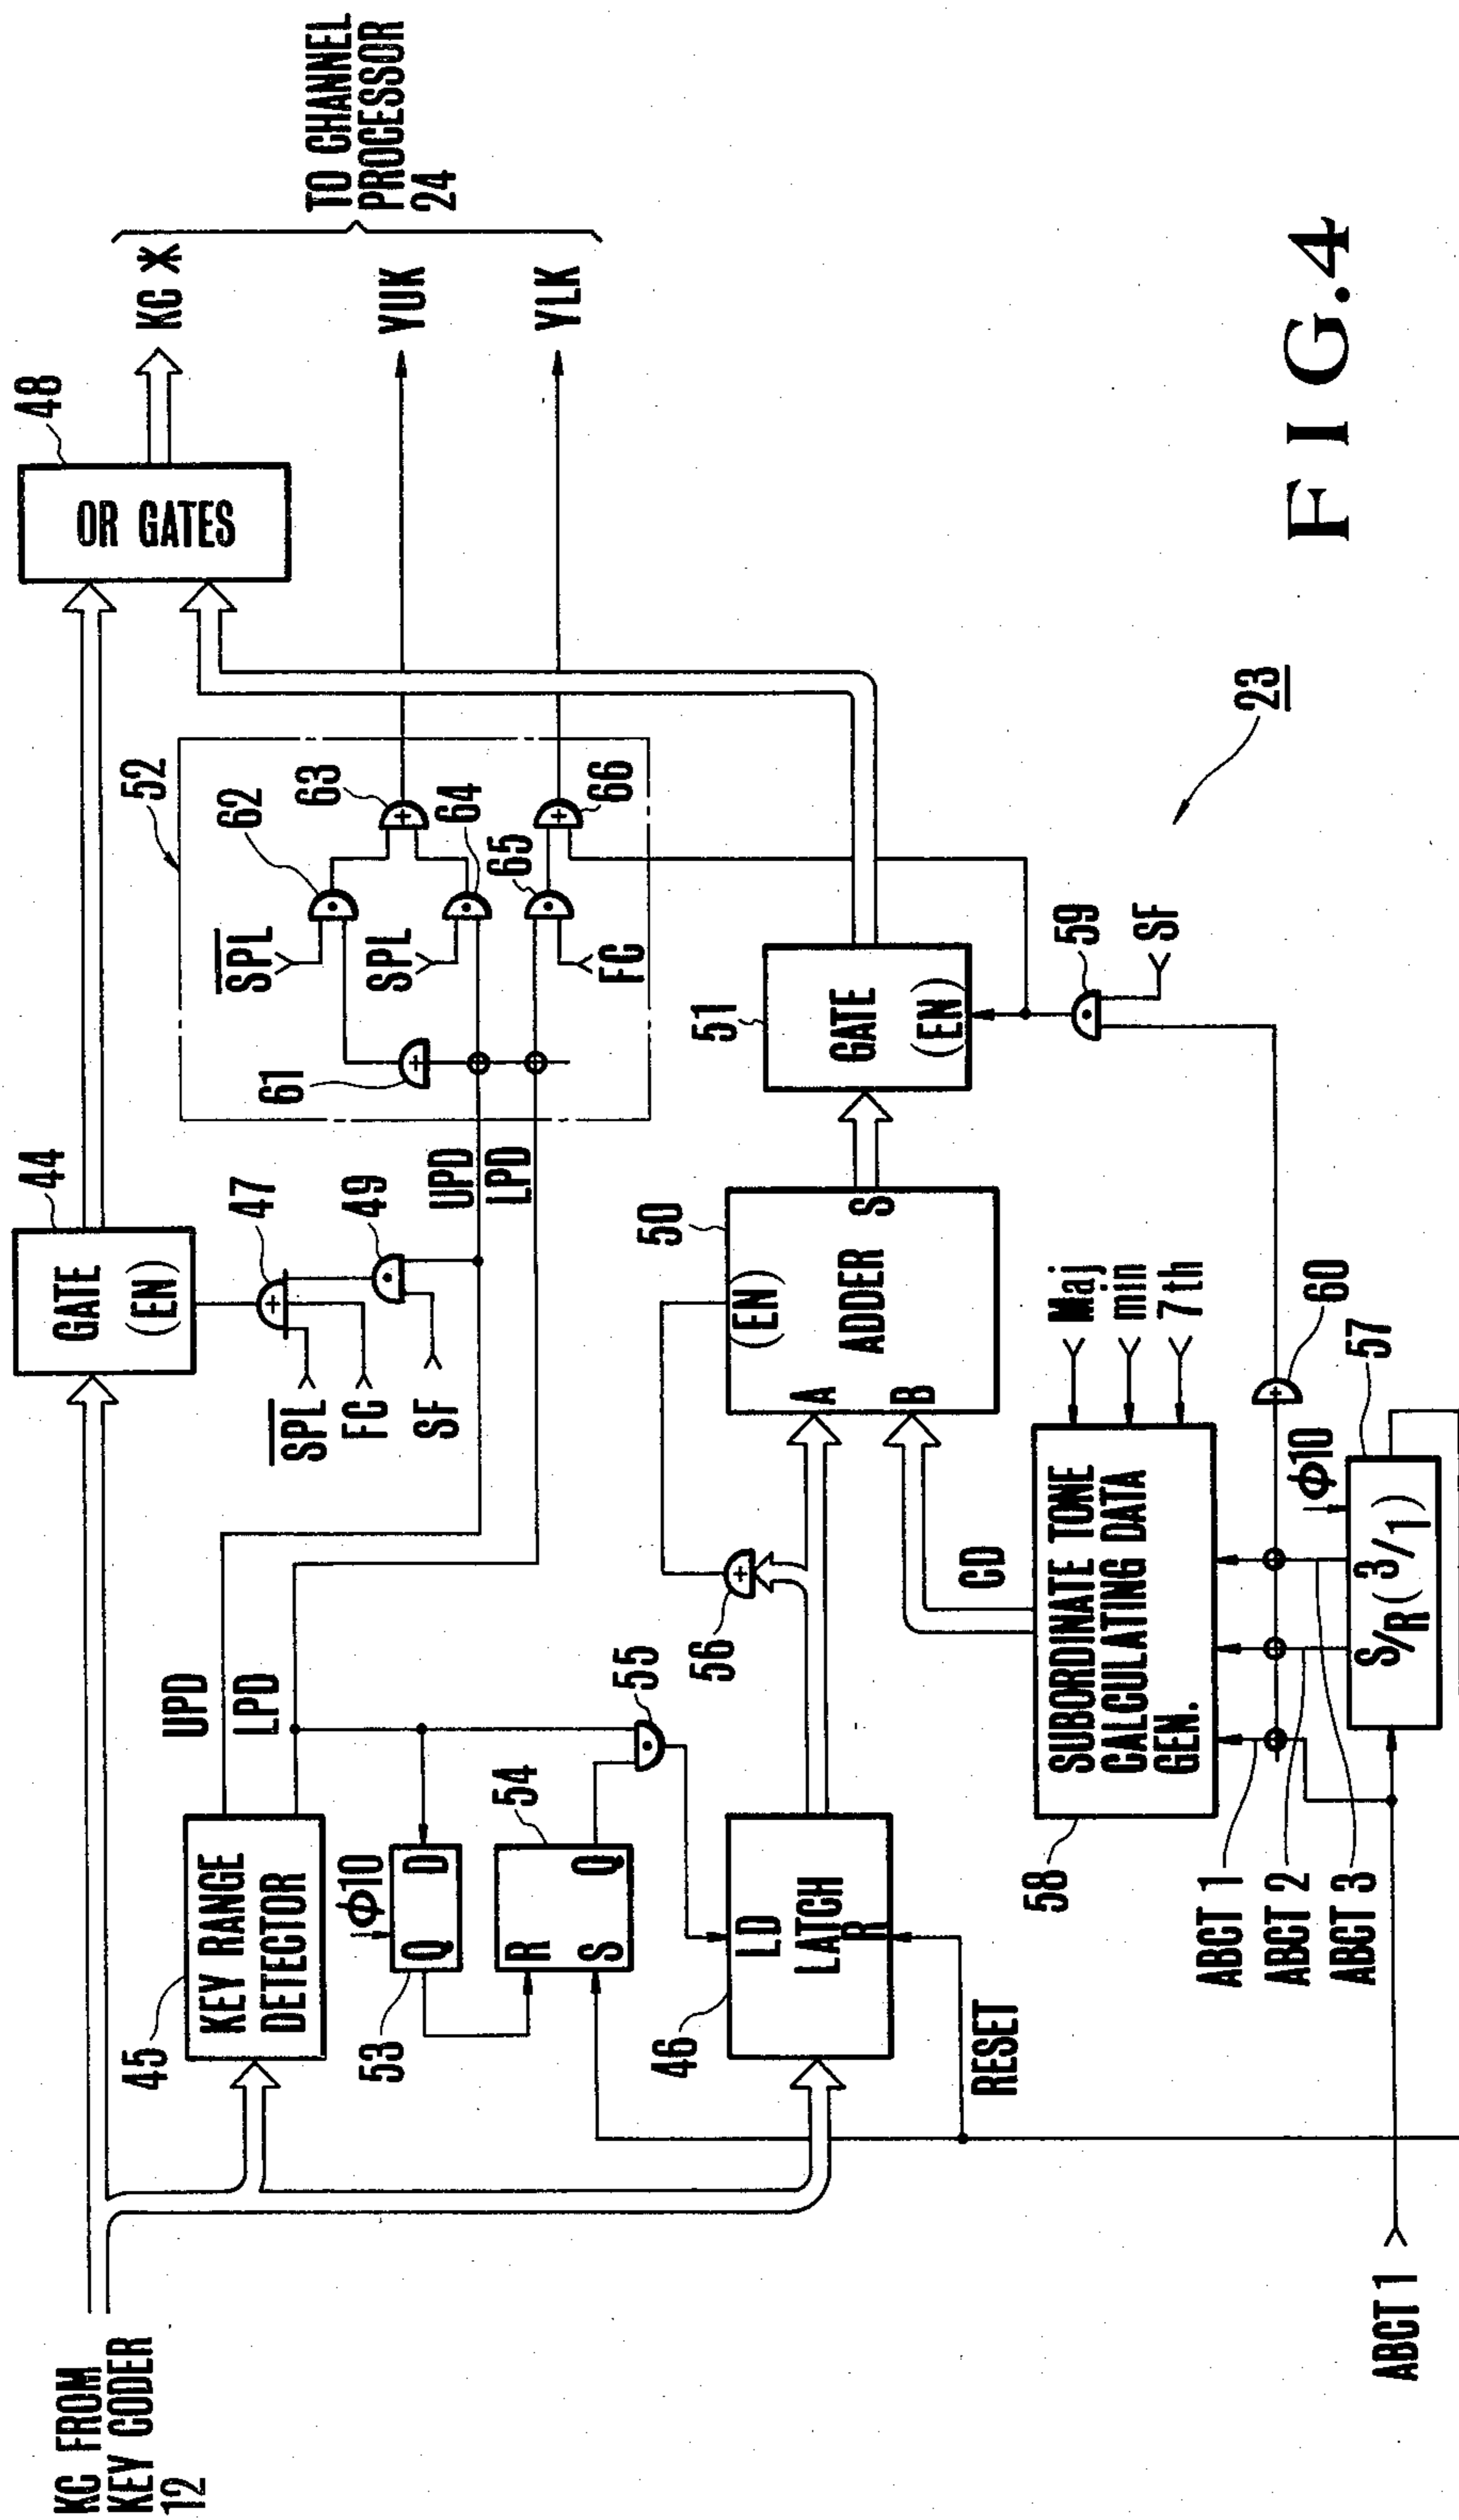 KC FROM
KEY CODER
12
44
GATE
(EN)
48
OR GATES
KC *
TO CHANNEL
PROCESSOR
24
45
KEY RANGE
DETECTOR
UPD
LPD
47
49
SPL
FG
SF
UPD
LPD
52
61
62
63
64
65
66
SPL
SPL
FG
YUK
YLK
53
Q
D
φ10
54
R
S
Q
55
46
LD
LATCH
R
RESET
56
50
(EN)
A
ADDER
S
B
51
GATE
(EN)
59
SF
CD
58
SUBORDINATE TONE
CALCULATING DATA
GEN.
Maj
min
7th
60
57
φ10
S/R (3/1)
ABCT 1
ABCT 2
ABCT 3
ABCT 1
23
FIG.4